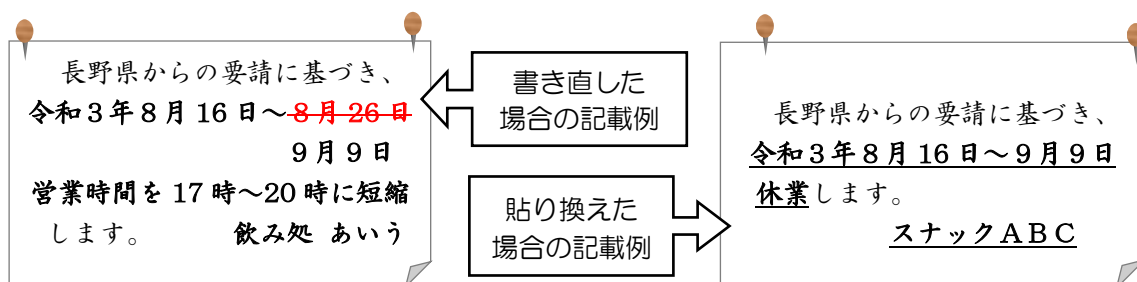 長野県からの要請に基づき、
令和3年8月16日～8月26日
9月9日
営業時間を17時～20時に短縮
します。 飲み処 あいう
書き直した
場合の記載例
貼り換えた
場合の記載例
長野県からの要請に基づき、
令和3年8月16日～9月9日
休業します。
スナックＡＢＣ